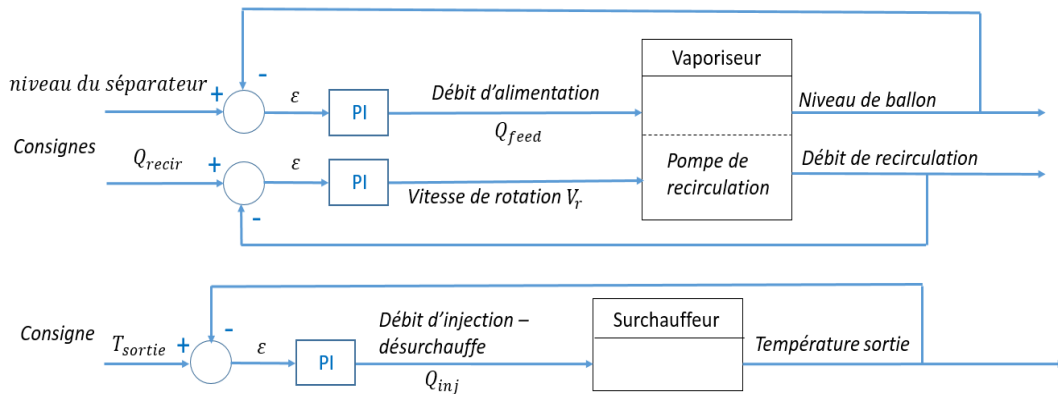 Vaporiseur
niveau du séparateur
+
-
ε
PI
Débit d'alimentation
Q_feed
Niveau de ballon
Consignes
Q_recir
+
-
ε
PI
Vitesse de rotation V_r
Pompe de
recirculation
Débit de recirculation
Consigne
T_sortie
+
-
ε
PI
Débit d'injection –
désurchauffe
Q_inj
Surchauffeur
Température sortie